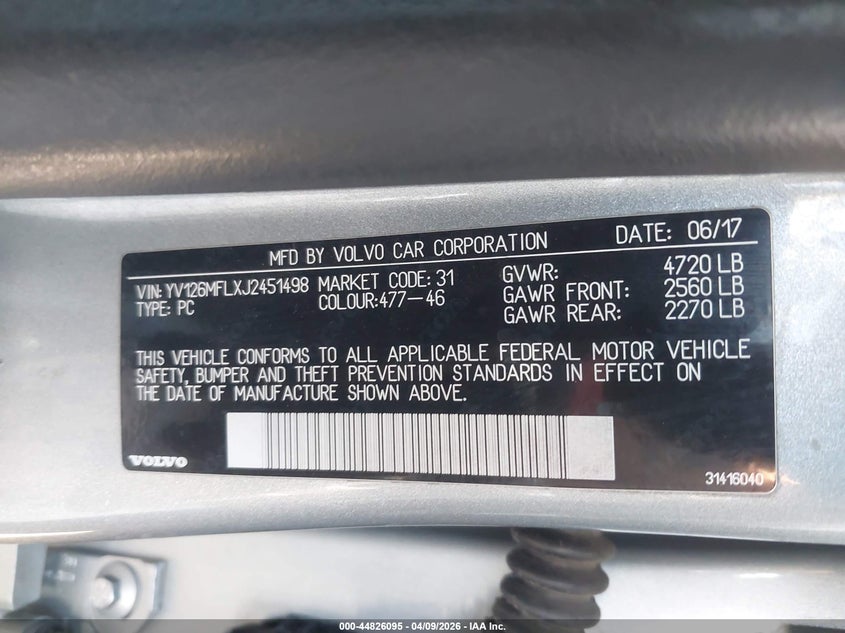 MFD BY VOLVO CAR CORPORATION DATE: 06/17
VIN: YV126MFLXJ2451498 MARKET CODE: 31 GVWR: 4720 LB
TYPE: PC COLOUR:477-46 GAWR FRONT: 2560 LB
GAWR REAR: 2270 LB
THIS VEHICLE CONFORMS TO ALL APPLICABLE FEDERAL MOTOR VEHICLE
SAFETY, BUMPER AND THEFT PREVENTION STANDARDS IN EFFECT ON
THE DATE OF MANUFACTURE SHOWN ABOVE.
VOLVO
31416040
000-44826095 - 04/09/2026 - IAA Inc.